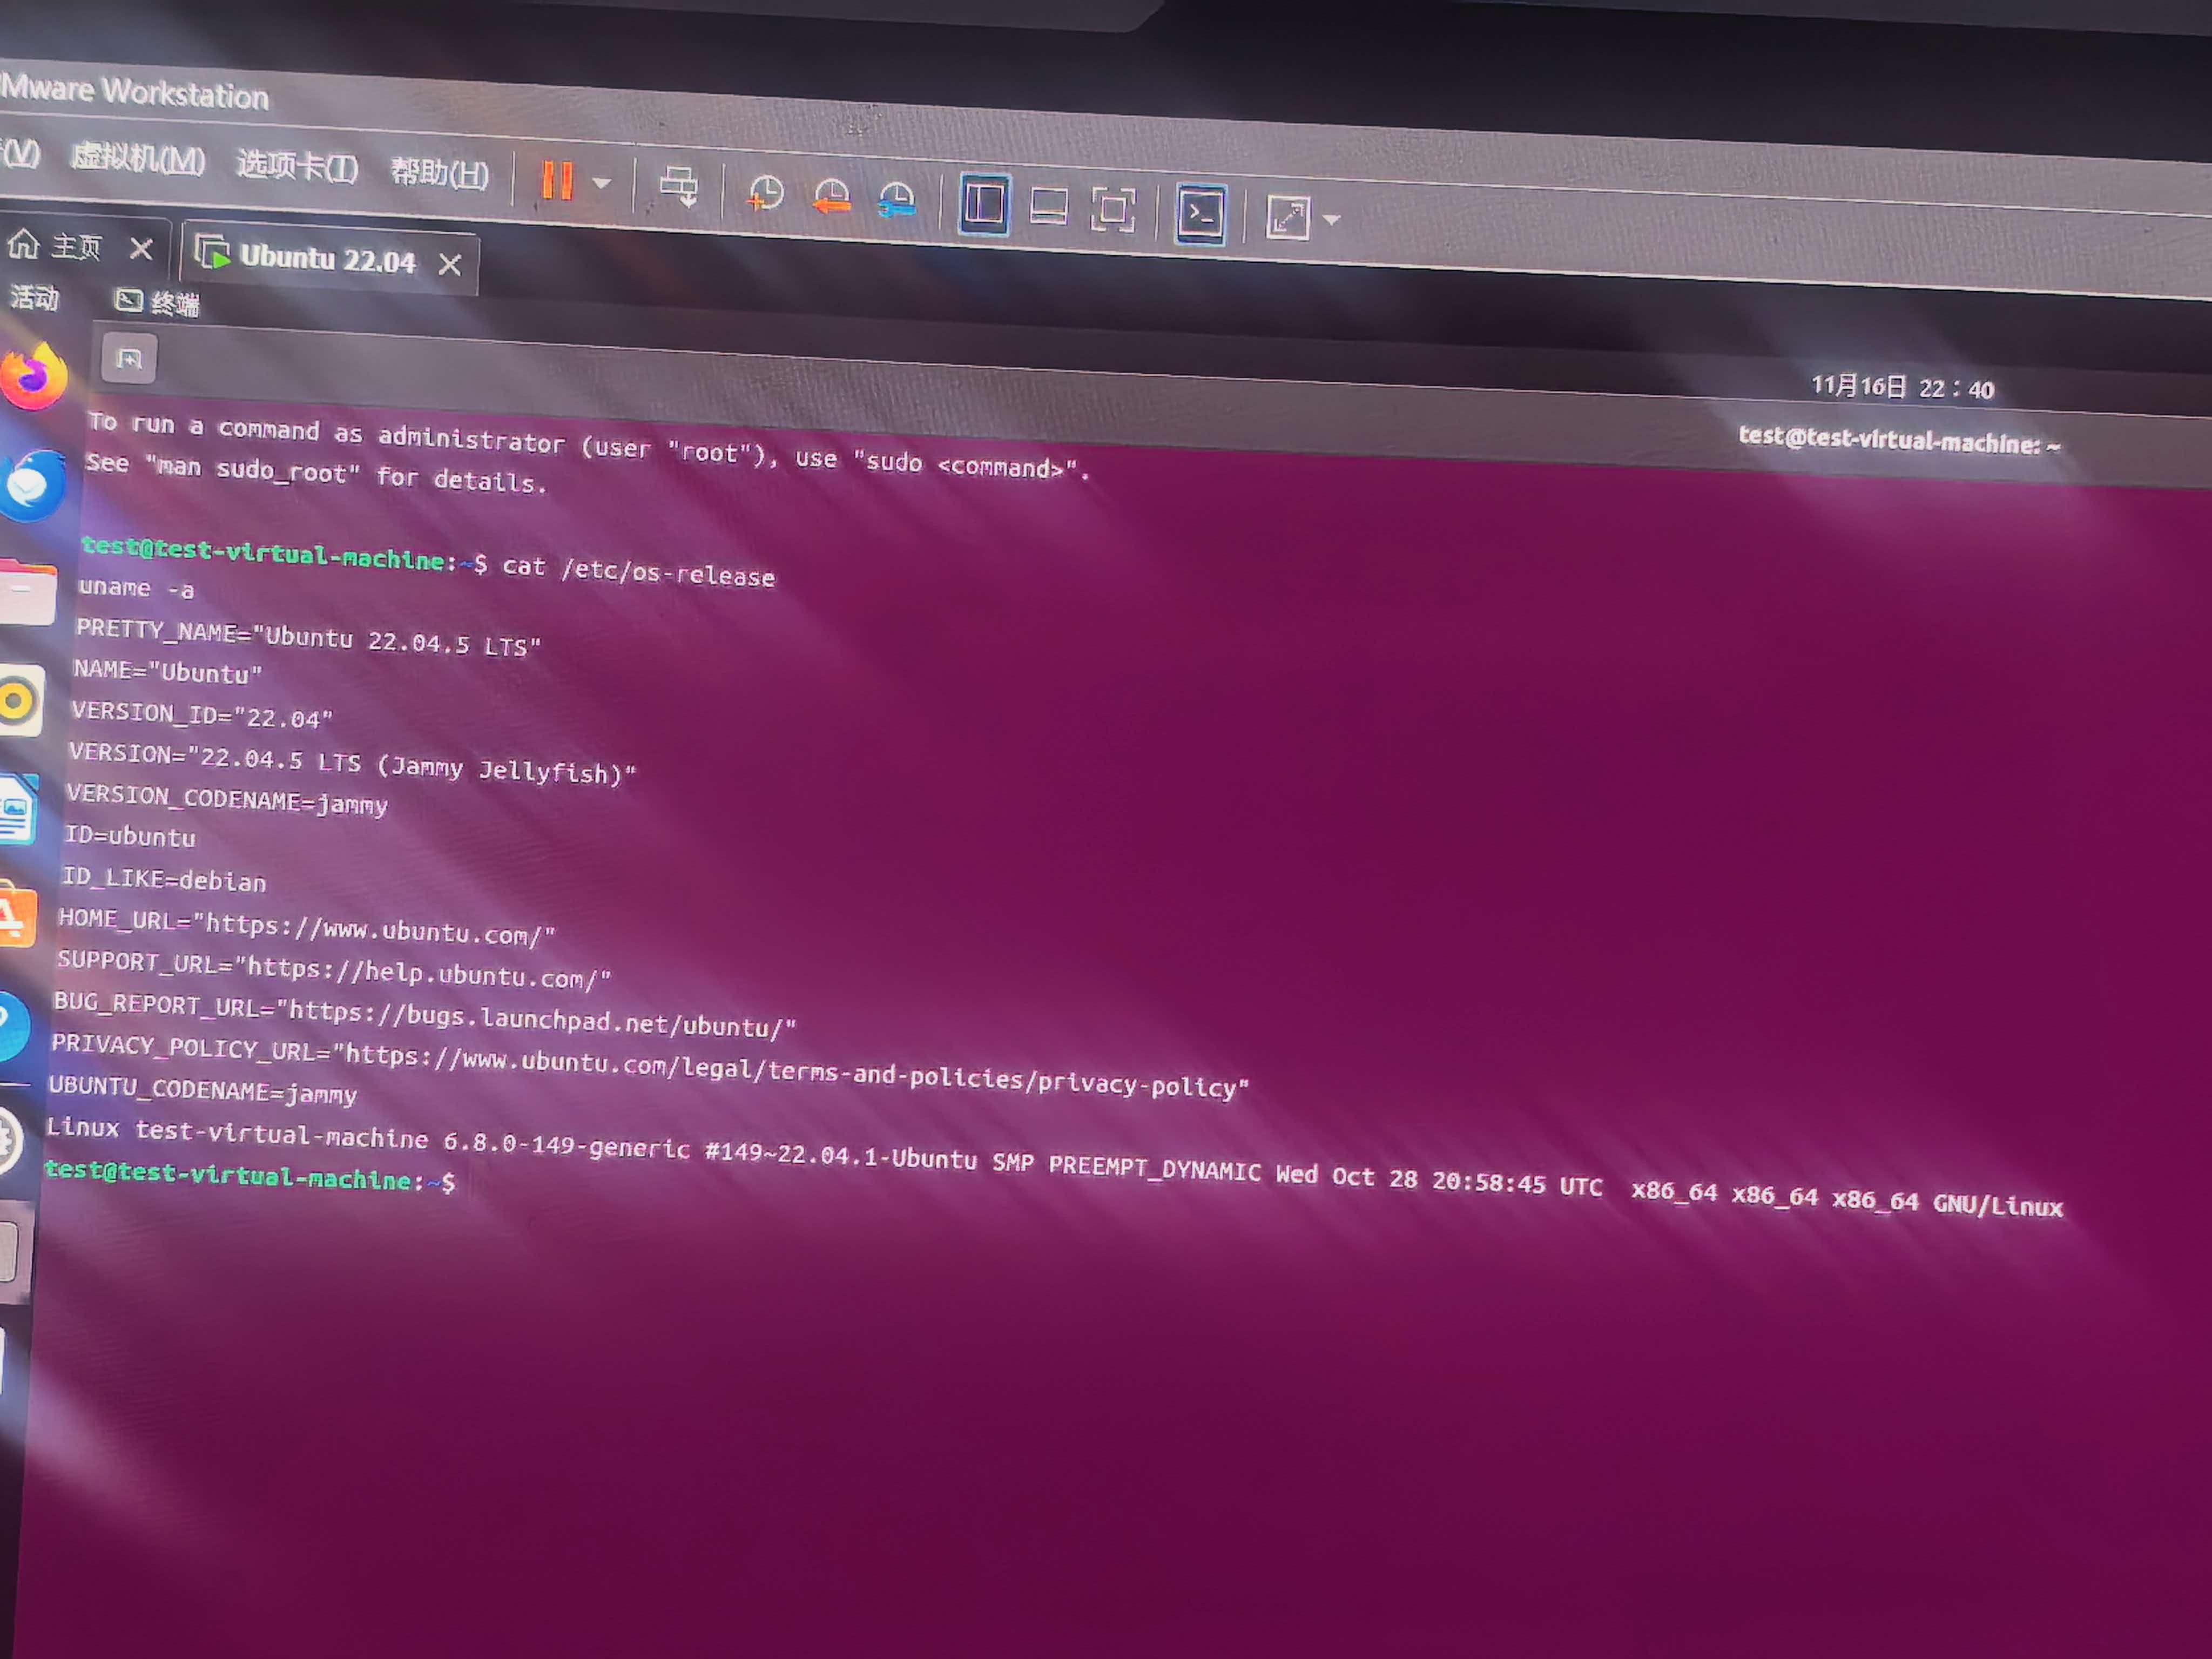 Mware Workstation
(V) 虚拟机(M) 选项卡(T) 帮助(H)
主页 Ubuntu 22.04
活动 终端
11月16日 22：40
test@test-virtual-machine: ~
To run a command as administrator (user "root"), use "sudo <command>".
See "man sudo_root" for details.
test@test-virtual-machine:~$ cat /etc/os-release
uname -a
PRETTY_NAME="Ubuntu 22.04.5 LTS"
NAME="Ubuntu"
VERSION_ID="22.04"
VERSION="22.04.5 LTS (Jammy Jellyfish)"
VERSION_CODENAME=jammy
ID=ubuntu
ID_LIKE=debian
HOME_URL="https://www.ubuntu.com/"
SUPPORT_URL="https://help.ubuntu.com/"
BUG_REPORT_URL="https://bugs.launchpad.net/ubuntu/"
PRIVACY_POLICY_URL="https://www.ubuntu.com/legal/terms-and-policies/privacy-policy"
UBUNTU_CODENAME=jammy
Linux test-virtual-machine 6.8.0-149-generic #149~22.04.1-Ubuntu SMP PREEMPT_DYNAMIC Wed Oct 28 20:58:45 UTC  x86_64 x86_64 x86_64 GNU/Linux
test@test-virtual-machine:~$